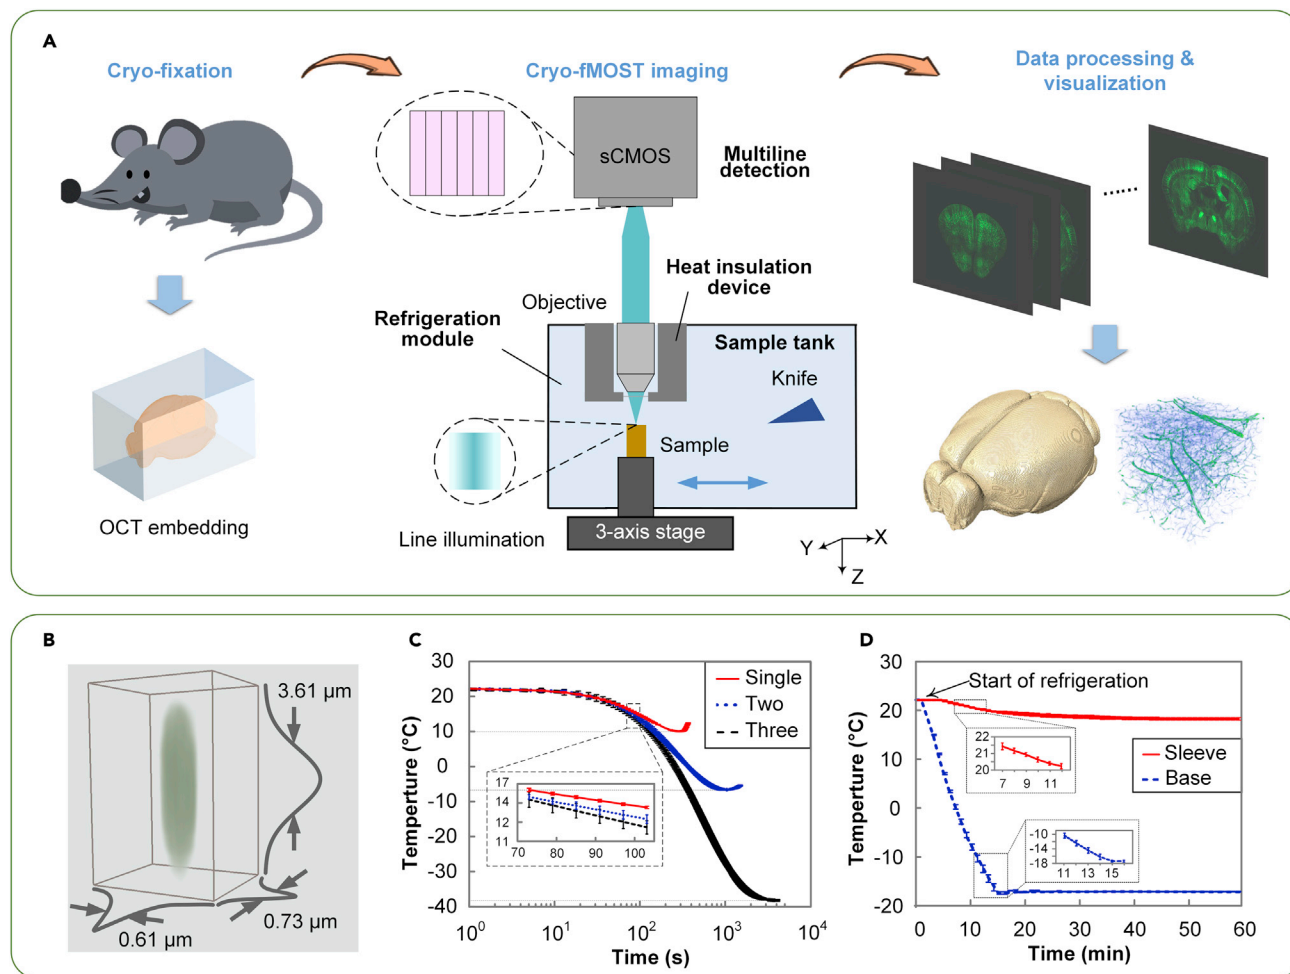 A
Cryo-fixation
Cryo-fMOST imaging
Data processing &
visualization
sCMOS
Multiline
detection
Heat insulation
device
Objective
Refrigeration
module
Sample tank
Knife
Sample
OCT embedding
Line illumination
3-axis stage
Y
X
Z
B
3.61 µm
0.61 µm
0.73 µm
C
Temperture (°C)
30
20
10
0
-10
-20
-30
-40
Single
Two
Three
17
14
12
11
73
80
90
100
10⁰
10¹
10²
10³
10⁴
Time (s)
D
Temperture (°C)
30
20
10
0
-10
-20
Start of refrigeration
Sleeve
Base
22
21
20
7
9
11
-10
-14
-18
11
13
15
0
10
20
30
40
50
60
Time (min)